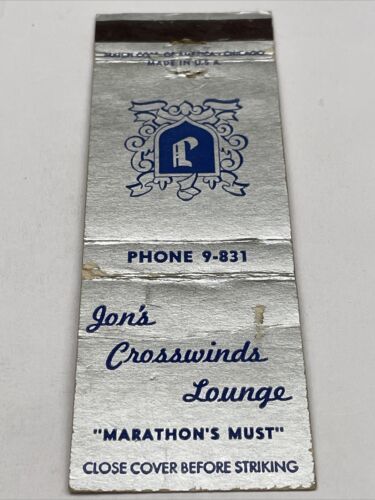 MATCH CORP. OF AMERICA · CHICAGO
MADE IN U.S.A.
J
PHONE 9-831
Jon's
Crosswinds
Lounge
"MARATHON'S MUST"
CLOSE COVER BEFORE STRIKING